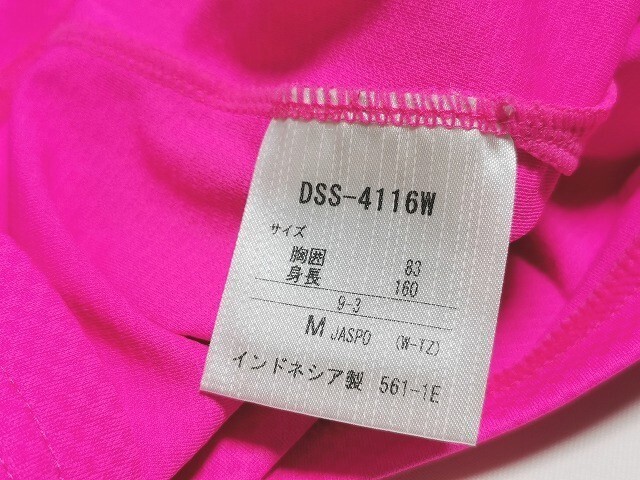 DSS-4116W
サイズ
胸囲 83
身長 160
9-3
M JASPO (W-YZ)
インドネシア製 561-1E